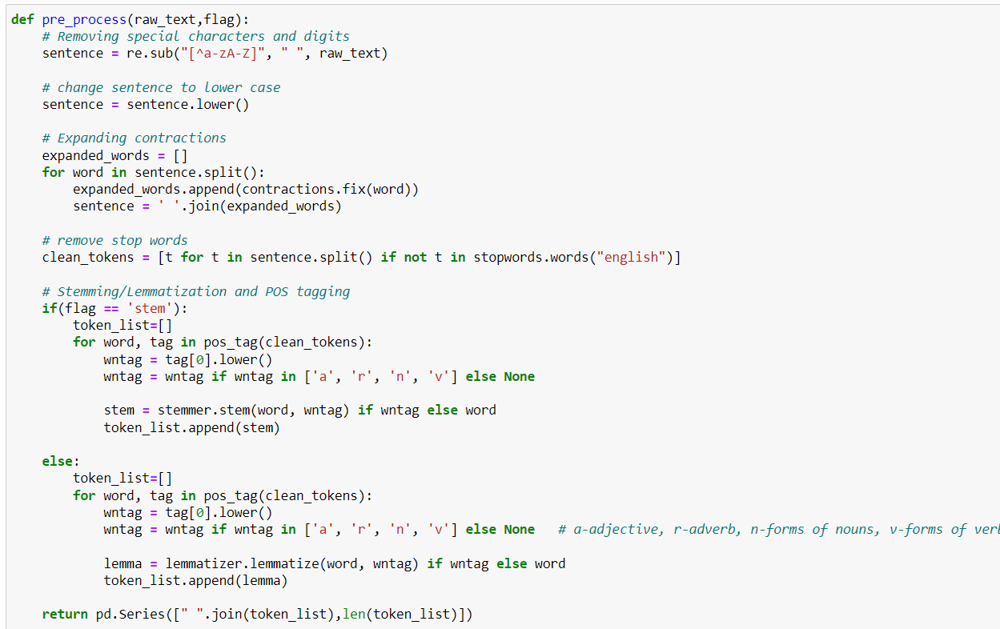 def pre_process(raw_text,flag):
    # Removing special characters and digits
    sentence = re.sub("[^a-zA-Z]", " ", raw_text)

    # change sentence to lower case
    sentence = sentence.lower()

    # Expanding contractions
    expanded_words = []
    for word in sentence.split():
        expanded_words.append(contractions.fix(word))
        sentence = ' '.join(expanded_words)

    # remove stop words
    clean_tokens = [t for t in sentence.split() if not t in stopwords.words("english")]

    # Stemming/Lemmatization and POS tagging
    if(flag == 'stem'):
        token_list=[]
        for word, tag in pos_tag(clean_tokens):
            wntag = tag[0].lower()
            wntag = wntag if wntag in ['a', 'r', 'n', 'v'] else None

            stem = stemmer.stem(word, wntag) if wntag else word
            token_list.append(stem)

    else:
        token_list=[]
        for word, tag in pos_tag(clean_tokens):
            wntag = tag[0].lower()
            wntag = wntag if wntag in ['a', 'r', 'n', 'v'] else None   # a-adjective, r-adverb, n-forms of nouns, v-forms of

            lemma = lemmatizer.lemmatize(word, wntag) if wntag else word
            token_list.append(lemma)

    return pd.Series([" ".join(token_list),len(token_list)])